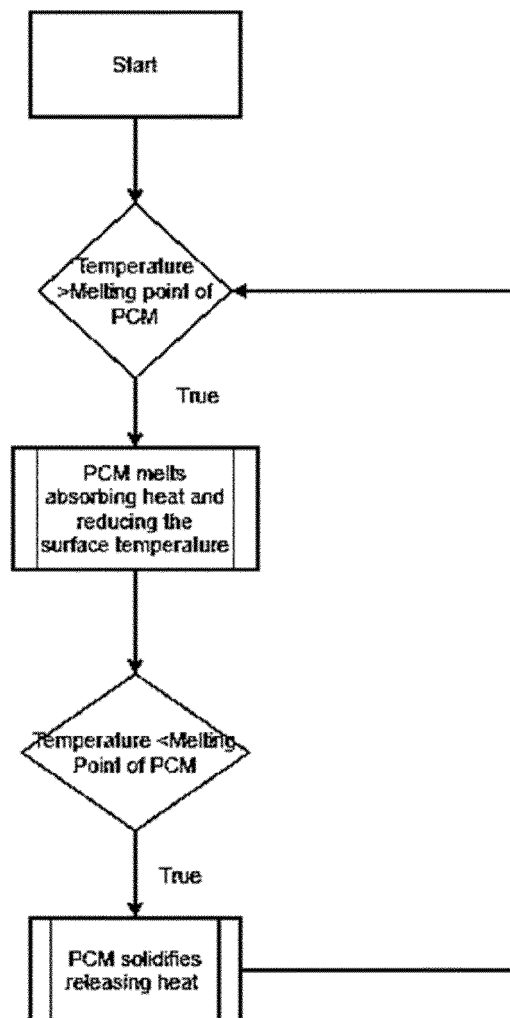 Start
Temperature
>Melting point of
PCM
True
PCM melts
absorbing heat and
reducing the
surface temperature
Temperature <Melting
Point of PCM
True
PCM solidifies
releasing heat